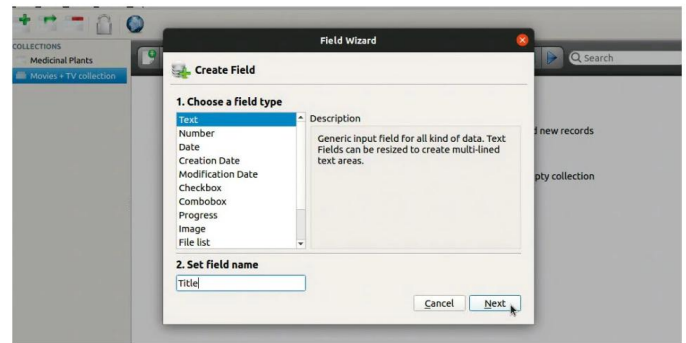 Field Wizard
COLLECTIONS
Medicinal Plants
Movies + TV collection
Search
Create Field
1. Choose a field type
Text
Number
Date
Creation Date
Modification Date
Checkbox
Combobox
Progress
Image
File list
Description
Generic input field for all kind of data. Text
Fields can be resized to create multi-lined
text areas.
new records
pty collection
2. Set field name
Title
Cancel
Next